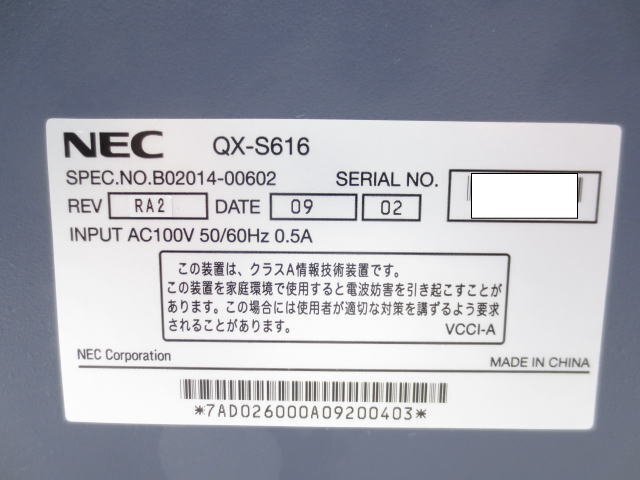 NEC QX-S616
SPEC.NO.B02014-00602 SERIAL NO.
REV RA2 DATE 09 02
INPUT AC100V 50/60Hz 0.5A
この装置は、クラスA情報技術装置です。
この装置を家庭環境で使用すると電波妨害を引き起こすことが
あります。この場合には使用者が適切な対策を講ずるよう要求
されることがあります。 VCCI-A
NEC Corporation MADE IN CHINA
*7AD026000A09200403*